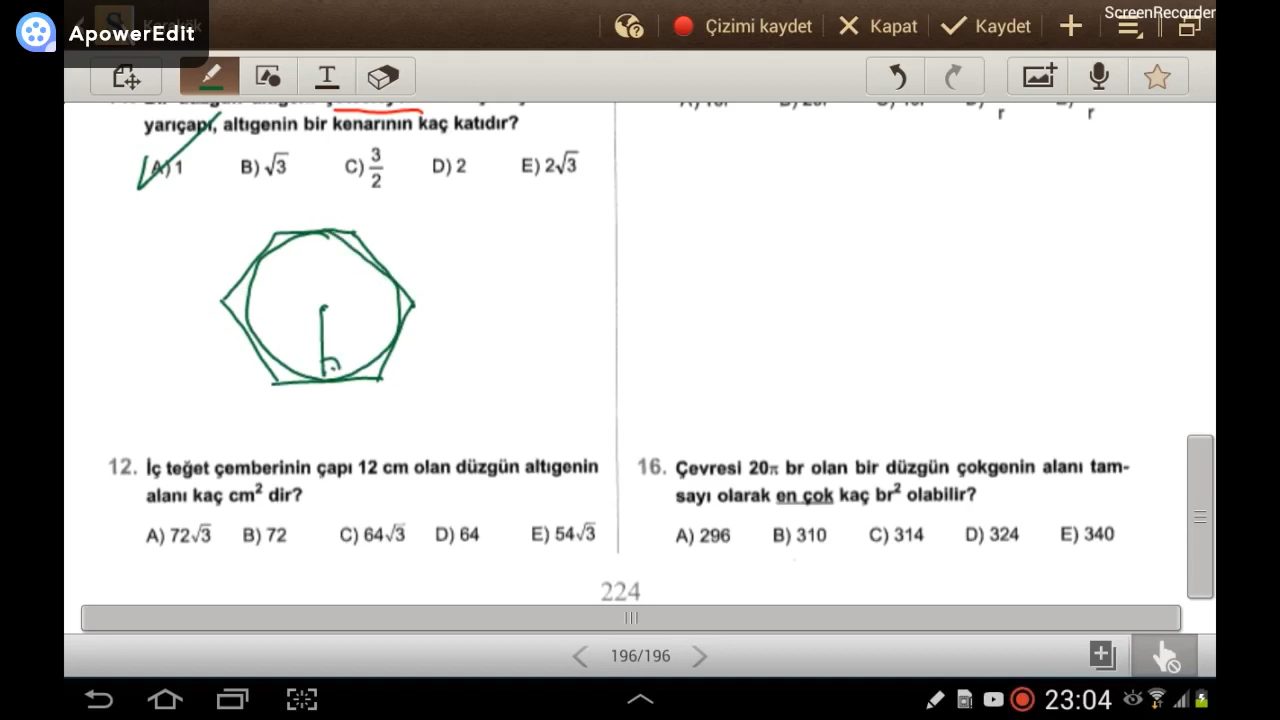 ScreenRecorder
ApowerEdit
Çizimi kaydet
Kapat
Kaydet
T
yarıçapı, altıgenin bir kenarının kaç katıdır?
A) 1 B) √3 C) 3/2 D) 2 E) 2√3
r r
12. İç teğet çemberinin çapı 12 cm olan düzgün altıgenin
alanı kaç cm² dir?
A) 72√3 B) 72 C) 64√3 D) 64 E) 54√3
16. Çevresi 20π br olan bir düzgün çokgenin alanı tam-
sayı olarak en çok kaç br² olabilir?
A) 296 B) 310 C) 314 D) 324 E) 340
224
196/196
23:04